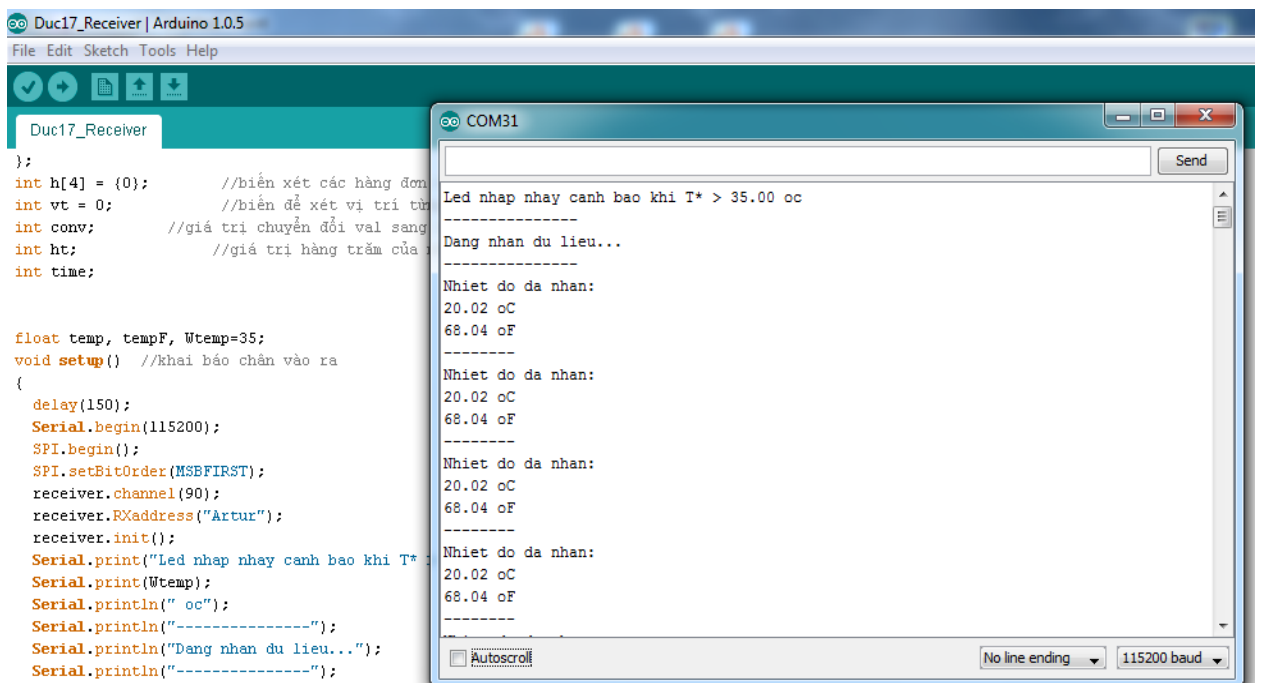 Duc17_Receiver | Arduino 1.0.5
File Edit Sketch Tools Help
Duc17_Receiver
};
int h[4] = {0}; //biến xét các hàng đơn
int vt = 0; //biến để xét vị trí
int conv; //giá trị chuyển đổi val sang
int ht; //giá trị hàng trăm của
int time;
float temp, tempF, Wtemp=35;
void setup() //khai báo chân vào ra
{
delay(150);
Serial.begin(115200);
SPI.begin();
SPI.setBitOrder(MSBFIRST);
receiver.channel(90);
receiver.RXaddress("Artur");
receiver.init();
Serial.print("Led nhap nhay canh bao khi T*
Serial.print(Wtemp);
Serial.println(" oc");
Serial.println("---------------");
Serial.println("Dang nhan du lieu...");
Serial.println("---------------");
COM31
Send
Led nhap nhay canh bao khi T* > 35.00 oc
---------------
Dang nhan du lieu...
---------------
Nhiet do da nhan:
20.02 oC
68.04 oF
--------
Nhiet do da nhan:
20.02 oC
68.04 oF
--------
Nhiet do da nhan:
20.02 oC
68.04 oF
--------
Nhiet do da nhan:
20.02 oC
68.04 oF
--------
Autoscroll
No line ending
115200 baud